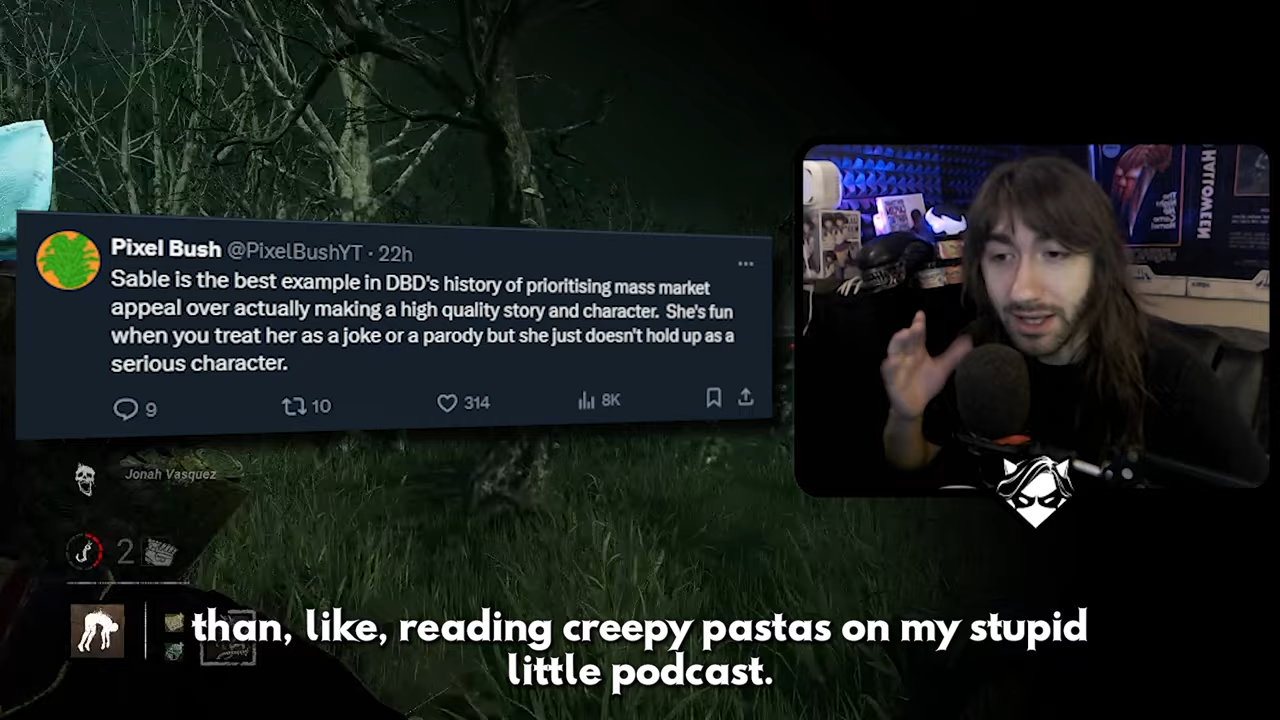 Pixel Bush @PixelBushYT · 22h
Sable is the best example in DBD's history of prioritising mass market
appeal over actually making a high quality story and character. She's fun
when you treat her as a joke or a parody but she just doesn't hold up as a
serious character.
9 10 314 8K
HALLOWEEN
Jonah Vasquez
2
than, like, reading creepy pastas on my stupid
little podcast.